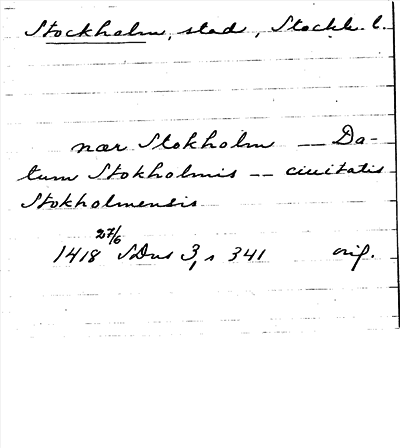 Stockholm, stad, Stockh. l.
nær Stokholm — Da-
tum Stokholmis -- ciuitatis
Stokholmensis
1418 27/6 SDns 3, s 341 orig.